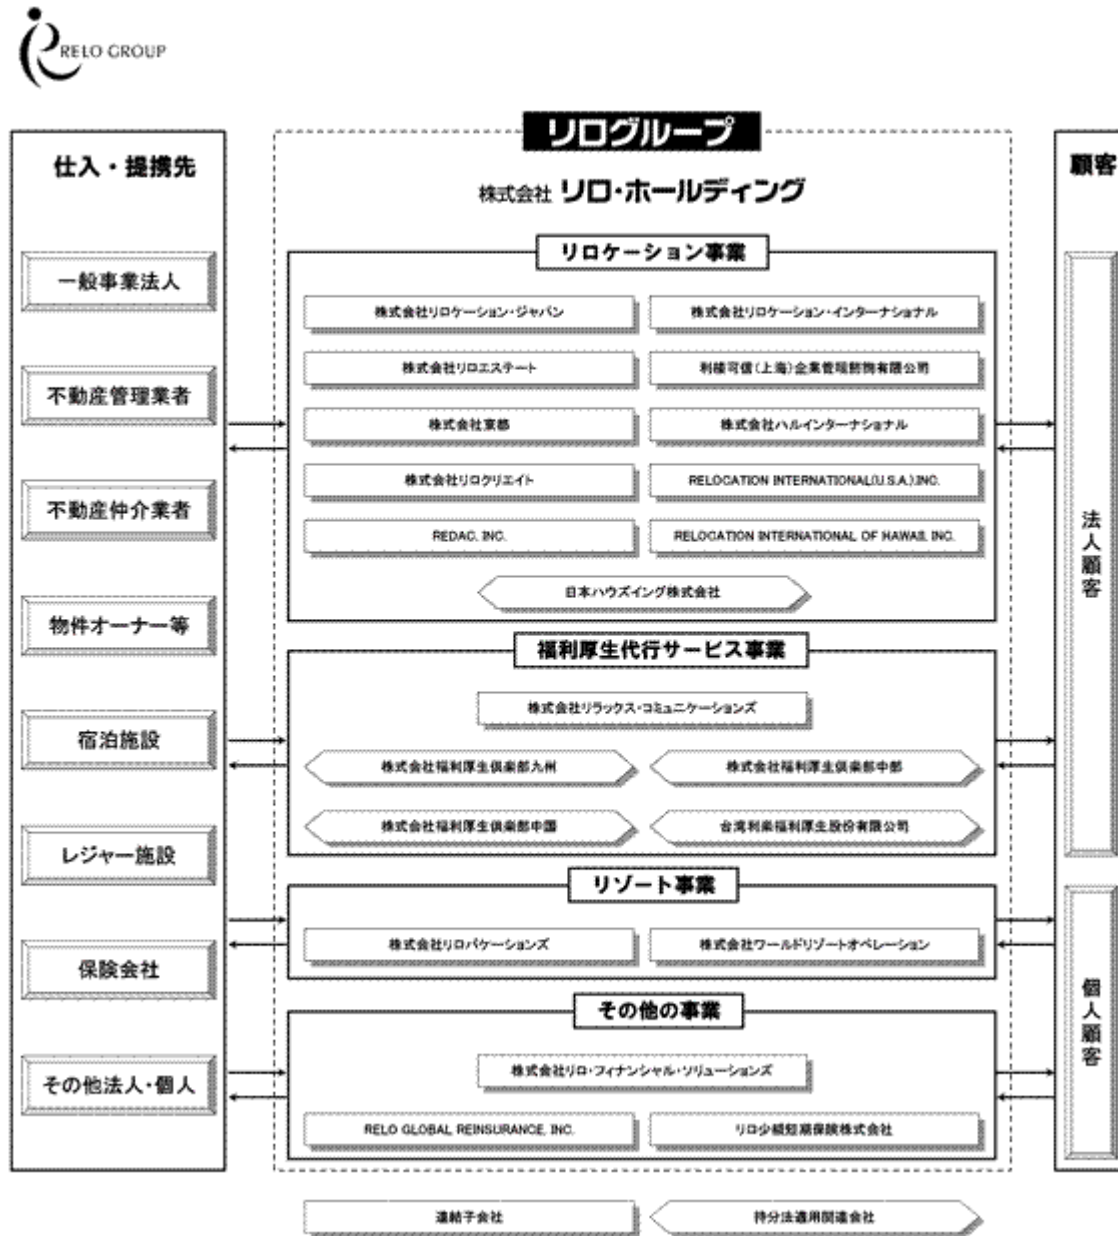 RELO GROUP
リログループ
株式会社 リロ・ホールディング
仕入・提携先
一般事業法人
不動産管理業者
不動産仲介業者
物件オーナー等
宿泊施設
レジャー施設
保険会社
その他法人・個人
リロケーション事業
株式会社リロケーション・ジャパン
株式会社リロケーション・インターナショナル
株式会社リロエステート
株式会社東都
株式会社ハルインターナショナル
株式会社リロクリエイト
RELOCATION INTERNATIONAL(U.S.A.),INC.
REDAC, INC.
RELOCATION INTERNATIONAL OF HAWAII, INC.
日本ハウズイング株式会社
福利厚生代行サービス事業
株式会社リラックス・コミュニケーションズ
株式会社福利厚生倶楽部九州
株式会社福利厚生倶楽部中部
株式会社福利厚生倶楽部中国
台湾利楽福利厚生股份有限公司
リゾート事業
株式会社リロバケーションズ
株式会社ワールドリゾートオペレーション
その他の事業
株式会社リロ・フィナンシャル・ソリューションズ
RELO GLOBAL REINSURANCE, INC.
リロ少額短期保険株式会社
顧客
法人顧客
個人顧客
連結子会社
持分法適用関連会社